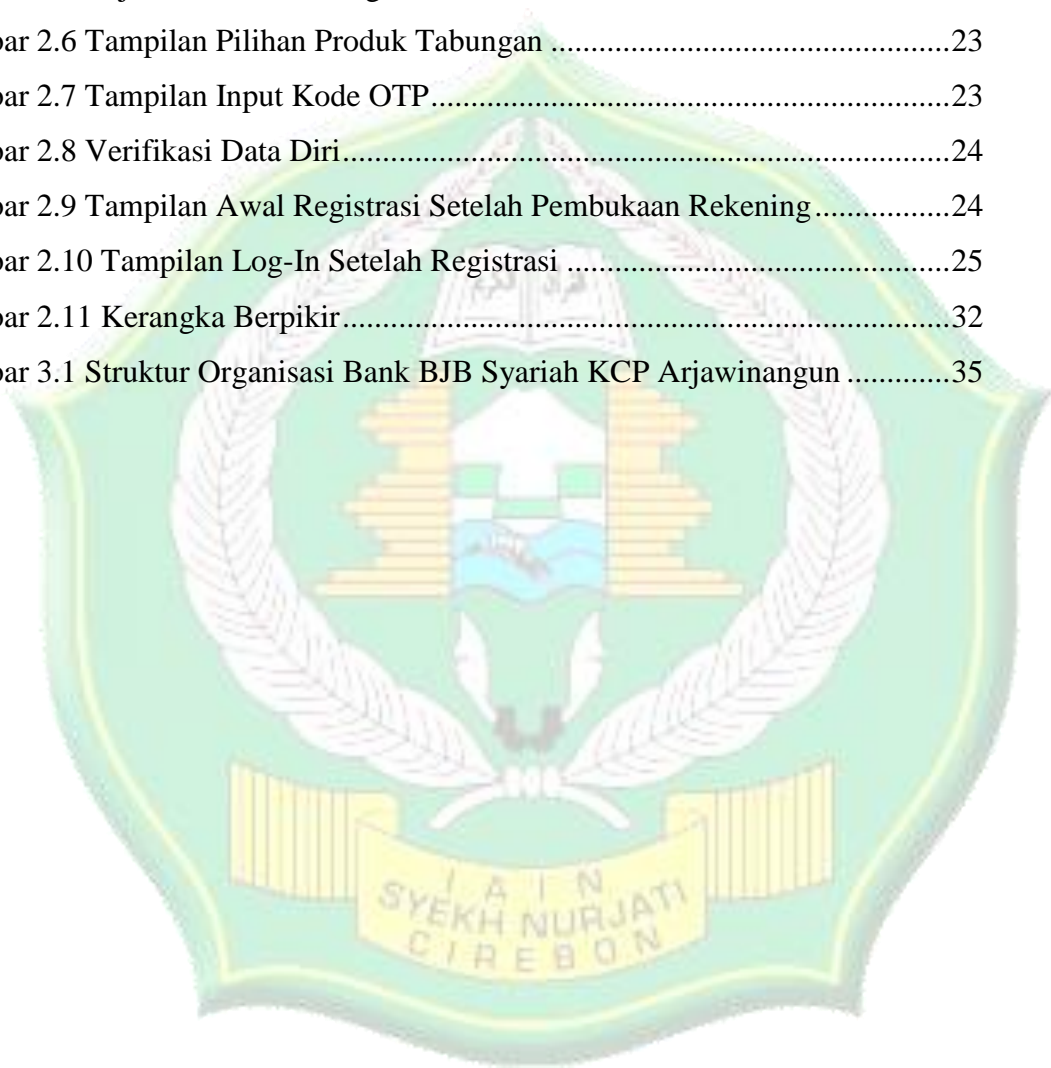 bar 2.6 Tampilan Pilihan Produk Tabungan ....................................................23
bar 2.7 Tampilan Input Kode OTP..................................................................23
bar 2.8 Verifikasi Data Diri.............................................................................24
bar 2.9 Tampilan Awal Registrasi Setelah Pembukaan Rekening.................24
bar 2.10 Tampilan Log-In Setelah Registrasi .................................................25
bar 2.11 Kerangka Berpikir.............................................................................32
bar 3.1 Struktur Organisasi Bank BJB Syariah KCP Arjawinangun .............35
IAIN
SYEKH NURJATI
CIREBON